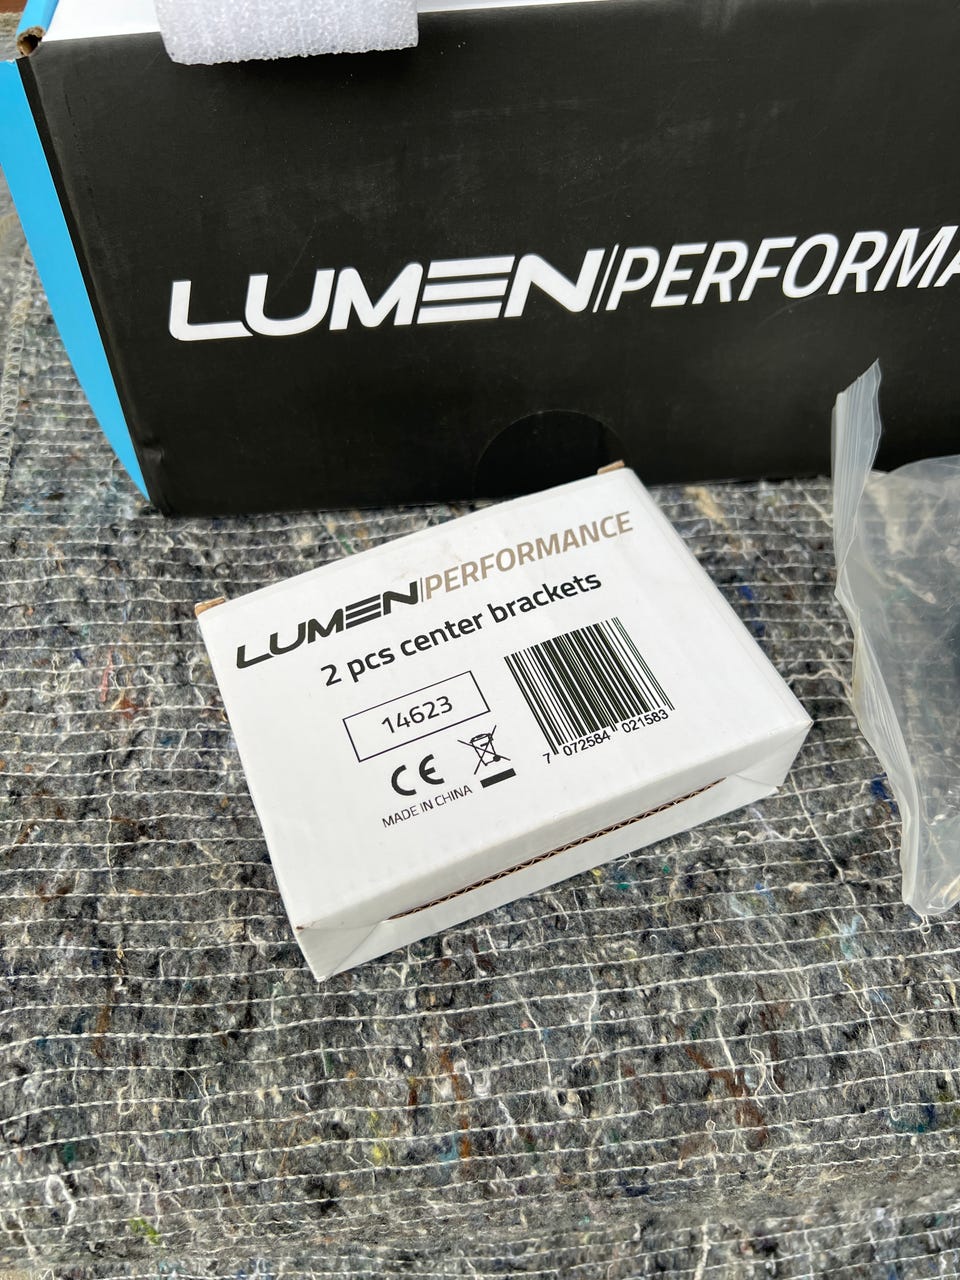 LUMEN|PERFORMA
LUMEN|PERFORMANCE
2 pcs center brackets
14623
CE
MADE IN CHINA
7 072584 021583